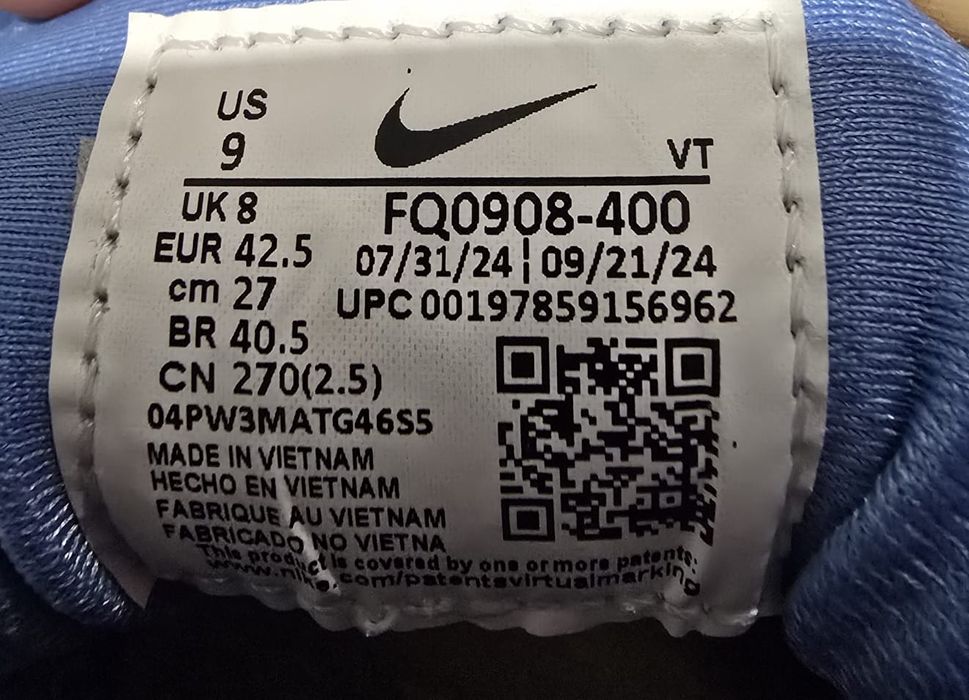 US
9
VT
UK 8
FQ0908-400
EUR 42.5
07/31/24 | 09/21/24
cm 27
UPC 00197859156962
BR 40.5
CN 270(2.5)
04PW3MATG46S5
MADE IN VIETNAM
HECHO EN VIETNAM
FABRIQUE AU VIETNAM
FABRICADO NO VIETNA
This product is covered by one or more patents:
www.nike.com/patentsvirtualmarking